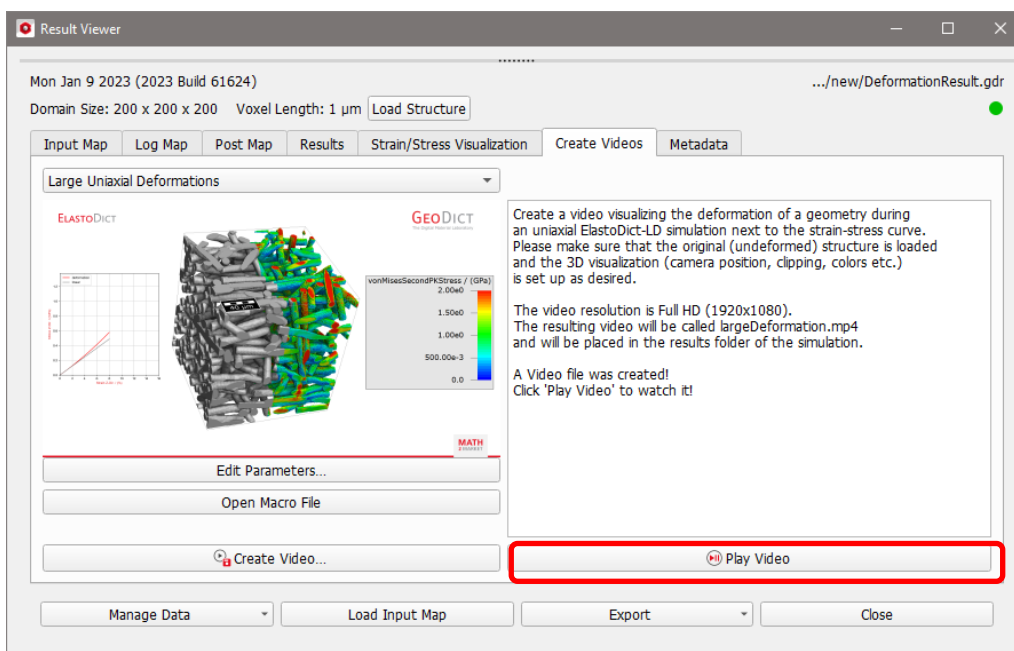 Result Viewer
Mon Jan 9 2023 (2023 Build 61624)
.../new/DeformationResult.gdr
Domain Size: 200 x 200 x 200 Voxel Length: 1 µm Load Structure
Input Map Log Map Post Map Results Strain/Stress Visualization Create Videos Metadata
Large Uniaxial Deformations
ELASTODICT
GEODICT
The Digital Material Laboratory
vonMisesSecondPKStress / (GPa)
2.00e0
1.50e0
1.00e0
500.00e-3
0.0
MATH
2 MARKET
Edit Parameters...
Open Macro File
Create Video...
Create a video visualizing the deformation of a geometry during
an uniaxial ElastoDict-LD simulation next to the strain-stress curve.
Please make sure that the original (undeformed) structure is loaded
and the 3D visualization (camera position, clipping, colors etc.)
is set up as desired.
The video resolution is Full HD (1920x1080).
The resulting video will be called largeDeformation.mp4
and will be placed in the results folder of the simulation.
A Video file was created!
Click 'Play Video' to watch it!
Play Video
Manage Data Load Input Map Export Close